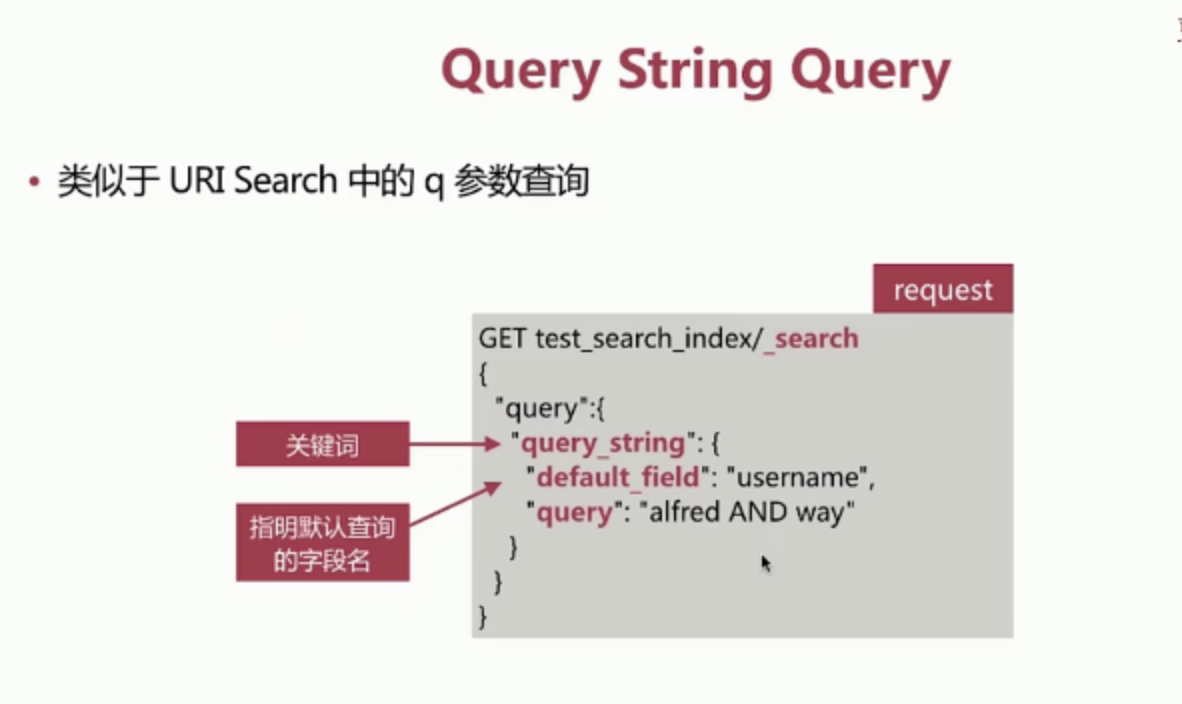 Query String Query
• 类似于 URI Search 中的 q 参数查询
request
GET test_search_index/_search
{
"query":{
关键词
"query_string": {
指明默认查询
的字段名
"default_field": "username",
"query": "alfred AND way"
}
}
}